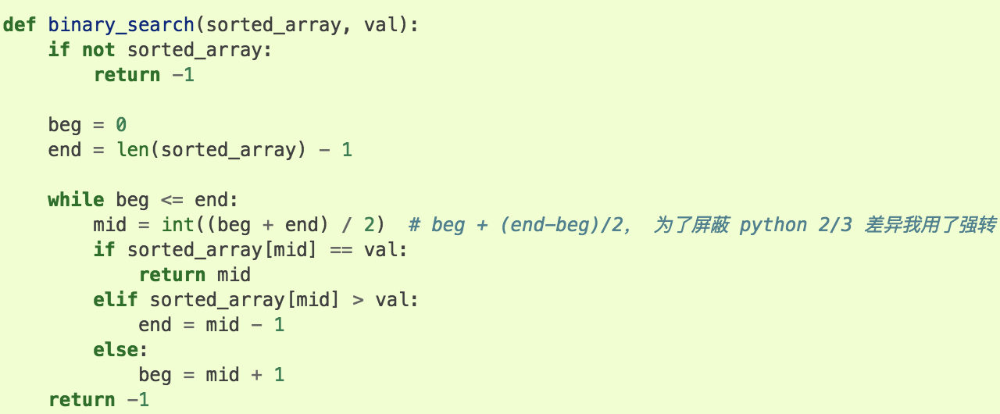 def binary_search(sorted_array, val):
    if not sorted_array:
        return -1
    beg = 0
    end = len(sorted_array) - 1
    while beg <= end:
        mid = int((beg + end) / 2)  # beg + (end-beg)/2, 为了屏蔽 python 2/3 差异我用了强转
        if sorted_array[mid] == val:
            return mid
        elif sorted_array[mid] > val:
            end = mid - 1
        else:
            beg = mid + 1
    return -1